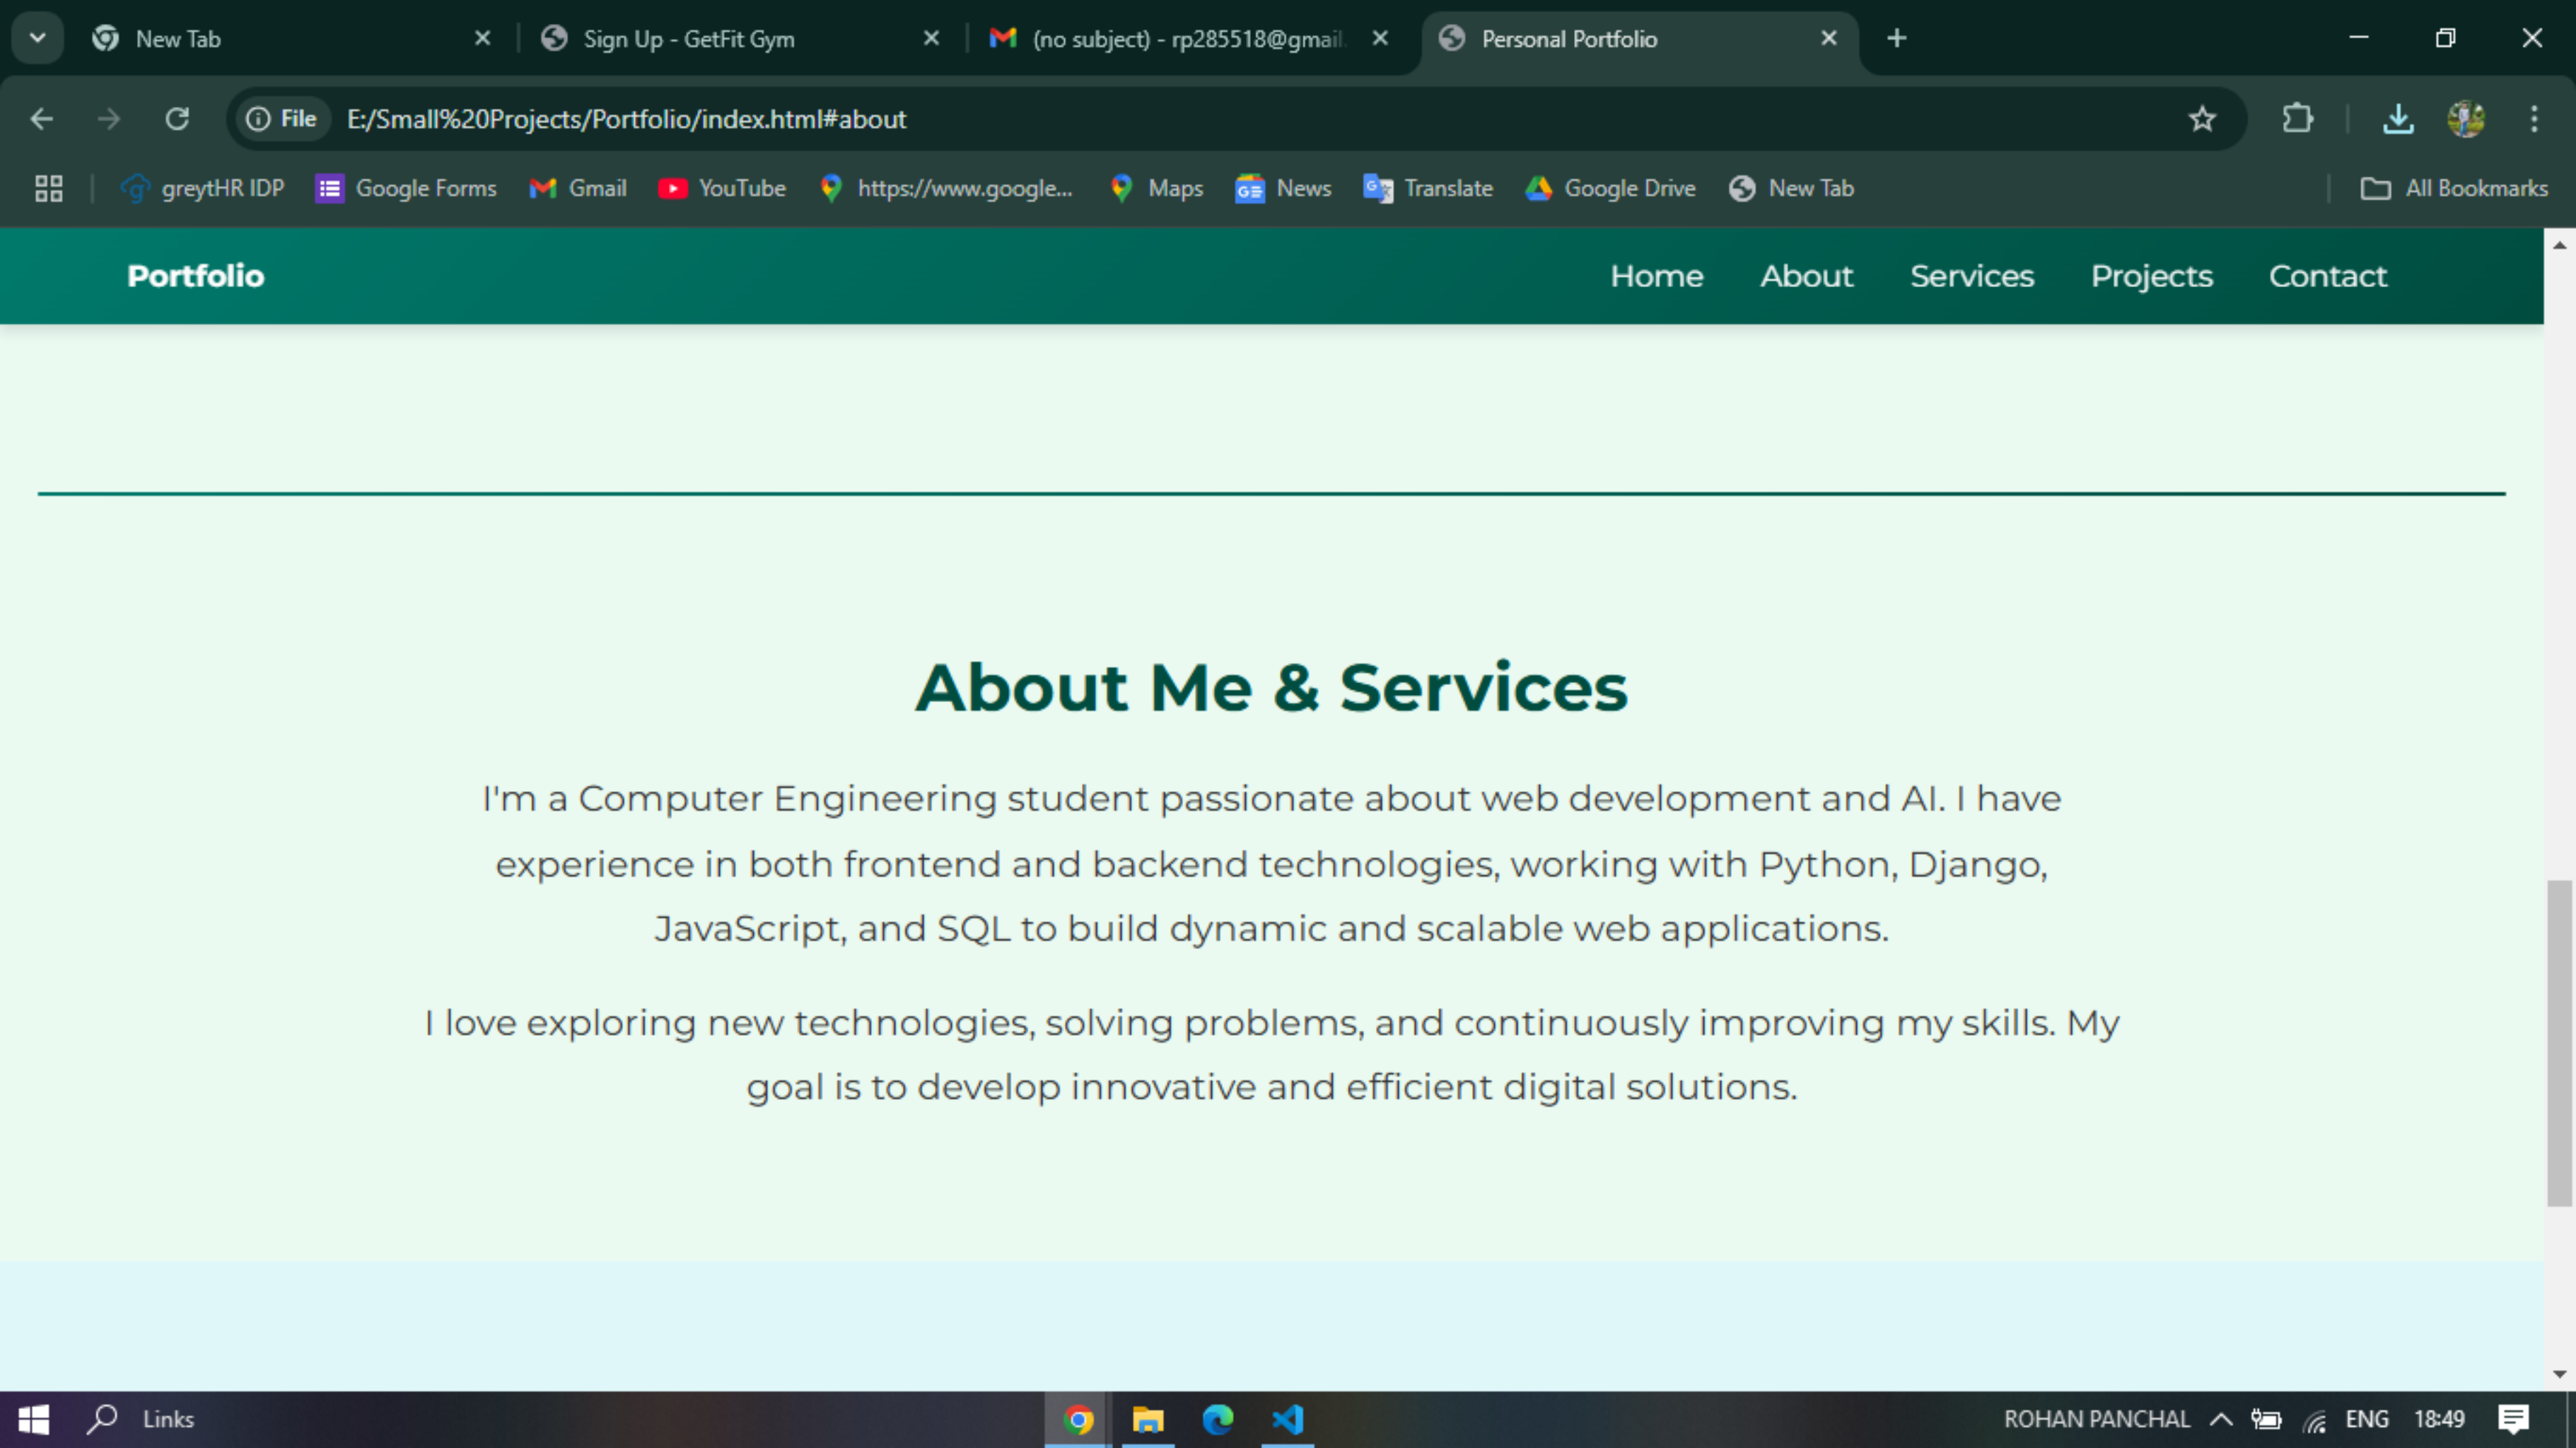 New Tab
Sign Up - GetFit Gym
(no subject) - rp285518@gmail.
Personal Portfolio
File
E:/Small%20Projects/Portfolio/index.html#about
greytHR IDP
Google Forms
Gmail
YouTube
https://www.google...
Maps
News
Translate
Google Drive
New Tab
All Bookmarks
Portfolio
Home
About
Services
Projects
Contact
About Me & Services
I'm a Computer Engineering student passionate about web development and AI. I have
experience in both frontend and backend technologies, working with Python, Django,
JavaScript, and SQL to build dynamic and scalable web applications.
I love exploring new technologies, solving problems, and continuously improving my skills. My
goal is to develop innovative and efficient digital solutions.
Links
ROHAN PANCHAL
ENG
18:49